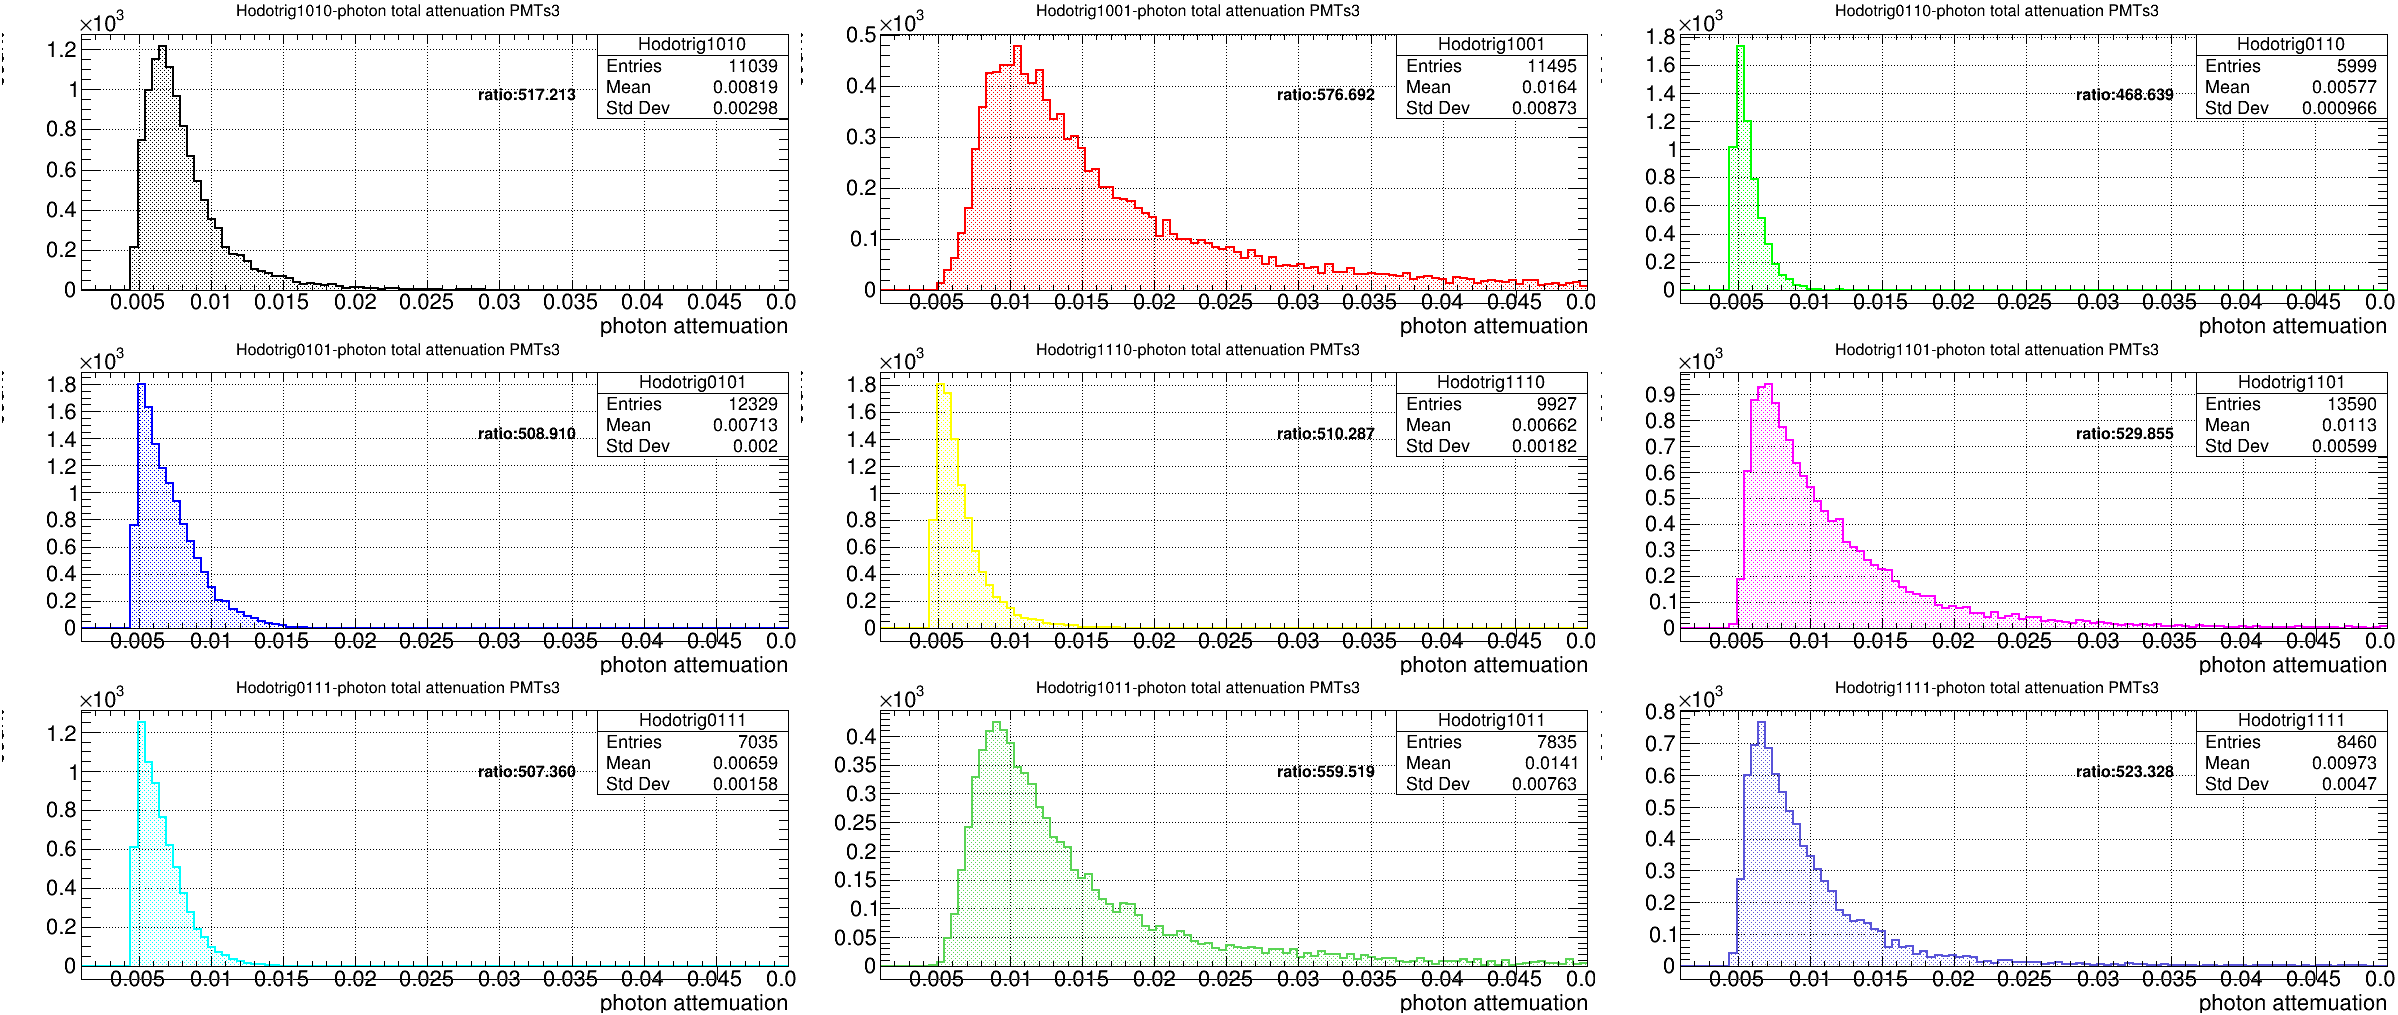 Hodotrig1010-photon total attenuation PMTs3
×10³
Hodotrig1010
Entries 11039
Mean 0.00819
Std Dev 0.00298
ratio:517.213
1.2
1
0.8
0.6
0.4
0.2
0
0.005 0.01 0.015 0.02 0.025 0.03 0.035 0.04 0.045 0.0
photon attemuation
Hodotrig1001-photon total attenuation PMTs3
×10³
Hodotrig1001
Entries 11495
Mean 0.0164
Std Dev 0.00873
ratio:576.692
0.5
0.4
0.3
0.2
0.1
0
0.005 0.01 0.015 0.02 0.025 0.03 0.035 0.04 0.045 0.0
photon attemuation
Hodotrig0110-photon total attenuation PMTs3
×10³
Hodotrig0110
Entries 5999
Mean 0.00577
Std Dev 0.000966
ratio:468.639
1.8
1.6
1.4
1.2
1
0.8
0.6
0.4
0.2
0
0.005 0.01 0.015 0.02 0.025 0.03 0.035 0.04 0.045 0.0
photon attemuation
Hodotrig0101-photon total attenuation PMTs3
×10³
Hodotrig0101
Entries 12329
Mean 0.00713
Std Dev 0.002
ratio:508.910
1.8
1.6
1.4
1.2
1
0.8
0.6
0.4
0.2
0
0.005 0.01 0.015 0.02 0.025 0.03 0.035 0.04 0.045 0.0
photon attemuation
Hodotrig1110-photon total attenuation PMTs3
×10³
Hodotrig1110
Entries 9927
Mean 0.00662
Std Dev 0.00182
ratio:510.287
1.8
1.6
1.4
1.2
1
0.8
0.6
0.4
0.2
0
0.005 0.01 0.015 0.02 0.025 0.03 0.035 0.04 0.045 0.0
photon attemuation
Hodotrig1101-photon total attenuation PMTs3
×10³
Hodotrig1101
Entries 13590
Mean 0.0113
Std Dev 0.00599
ratio:529.855
0.9
0.8
0.7
0.6
0.5
0.4
0.3
0.2
0.1
0
0.005 0.01 0.015 0.02 0.025 0.03 0.035 0.04 0.045 0.0
photon attemuation
Hodotrig0111-photon total attenuation PMTs3
×10³
Hodotrig0111
Entries 7035
Mean 0.00659
Std Dev 0.00158
ratio:507.360
1.2
1
0.8
0.6
0.4
0.2
0
0.005 0.01 0.015 0.02 0.025 0.03 0.035 0.04 0.045 0.0
photon attemuation
Hodotrig1011-photon total attenuation PMTs3
×10³
Hodotrig1011
Entries 7835
Mean 0.0141
Std Dev 0.00763
ratio:559.519
0.4
0.35
0.3
0.25
0.2
0.15
0.1
0.05
0
0.005 0.01 0.015 0.02 0.025 0.03 0.035 0.04 0.045 0.0
photon attemuation
Hodotrig1111-photon total attenuation PMTs3
×10³
Hodotrig1111
Entries 8460
Mean 0.00973
Std Dev 0.0047
ratio:523.328
0.8
0.7
0.6
0.5
0.4
0.3
0.2
0.1
0
0.005 0.01 0.015 0.02 0.025 0.03 0.035 0.04 0.045 0.0
photon attemuation